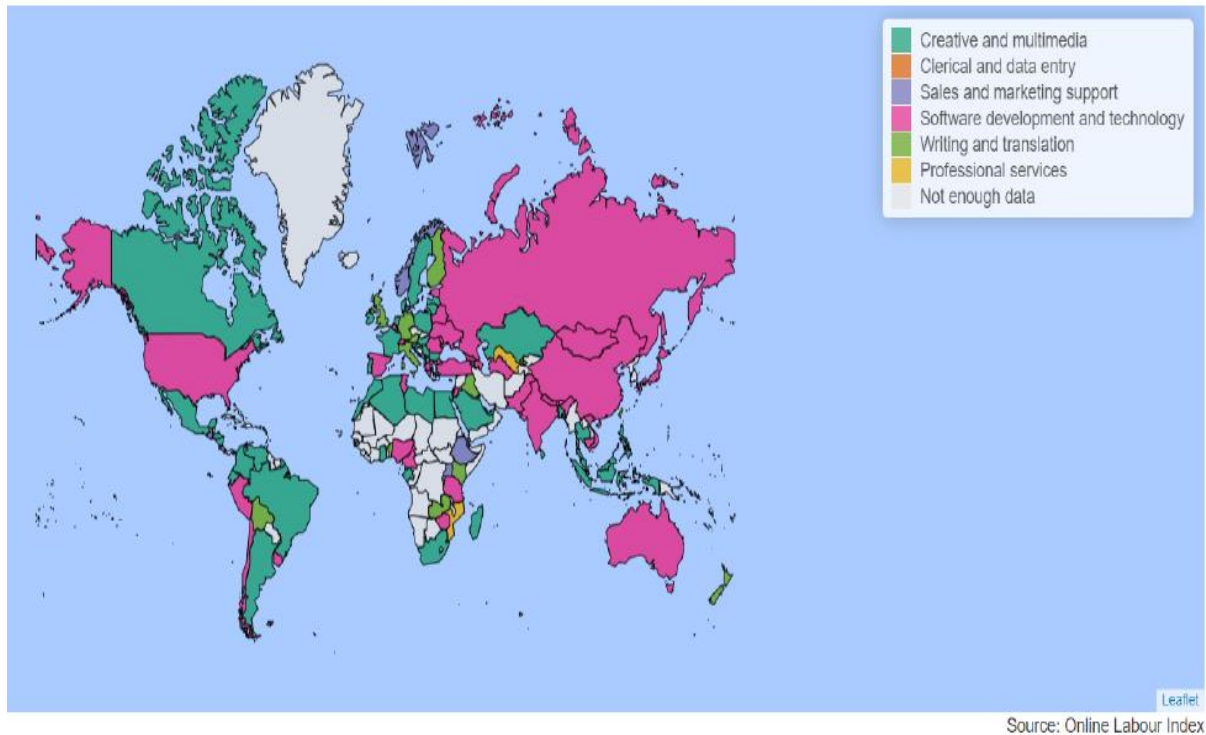 Creative and multimedia
Clerical and data entry
Sales and marketing support
Software development and technology
Writing and translation
Professional services
Not enough data
Leaflet
Source: Online Labour Index